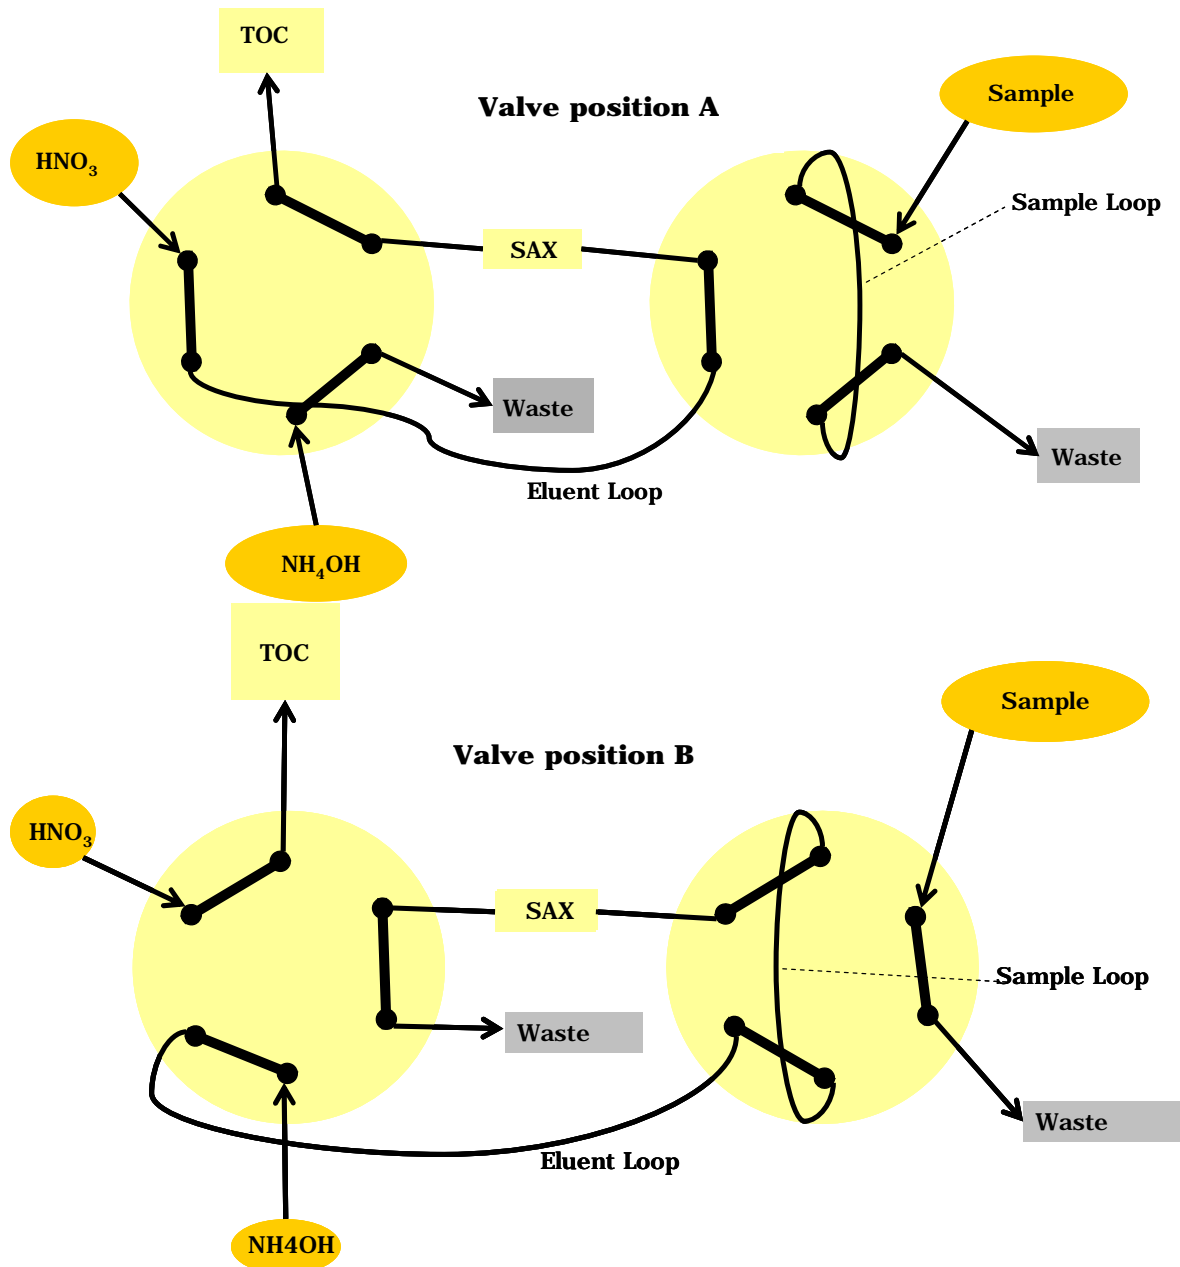 TOC
Valve position A
Sample
HNO₃
Sample Loop
SAX
Waste
Waste
Eluent Loop
NH₄OH
TOC
Sample
Valve position B
HNO₃
SAX
Sample Loop
Waste
Waste
Eluent Loop
NH4OH